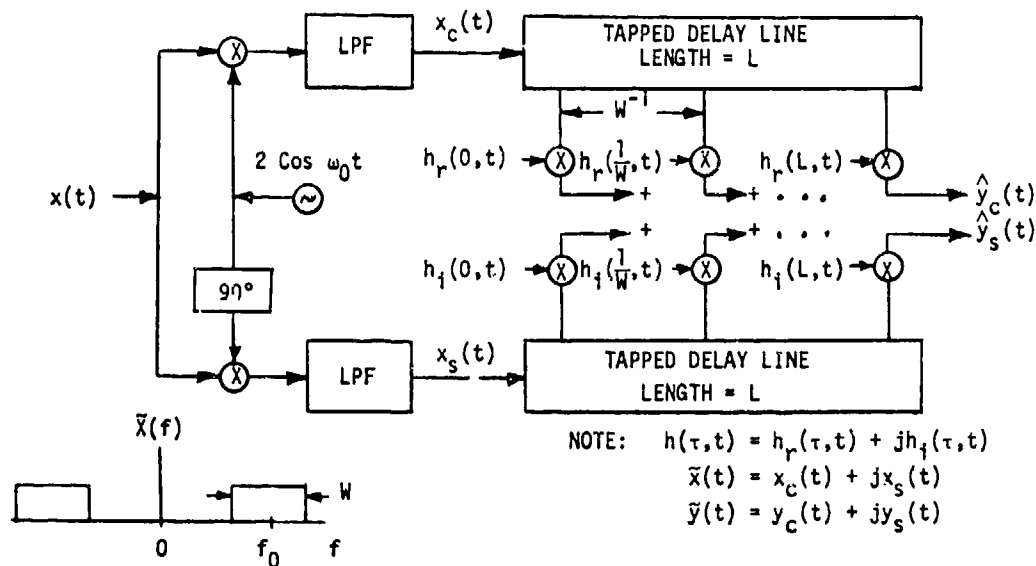 LPF
x_c(t)
TAPPED DELAY LINE
LENGTH = L
W^-1
h_r(0,t)
h_r(1/W,t)
h_r(L,t)
X
X
X
X
2 Cos ω_0t
x(t)
~
+
+ . . .
ŷ_c(t)
+
+ . . .
ŷ_s(t)
h_i(0,t)
h_i(1/W,t)
h_i(L,t)
X
X
X
90°
X
LPF
x_s(t)
TAPPED DELAY LINE
LENGTH = L
X̃(f)
W
0
f_0
f
NOTE: h(τ,t) = h_r(τ,t) + jh_i(τ,t)
x̃(t) = x_c(t) + jx_s(t)
ỹ(t) = y_c(t) + jy_s(t)